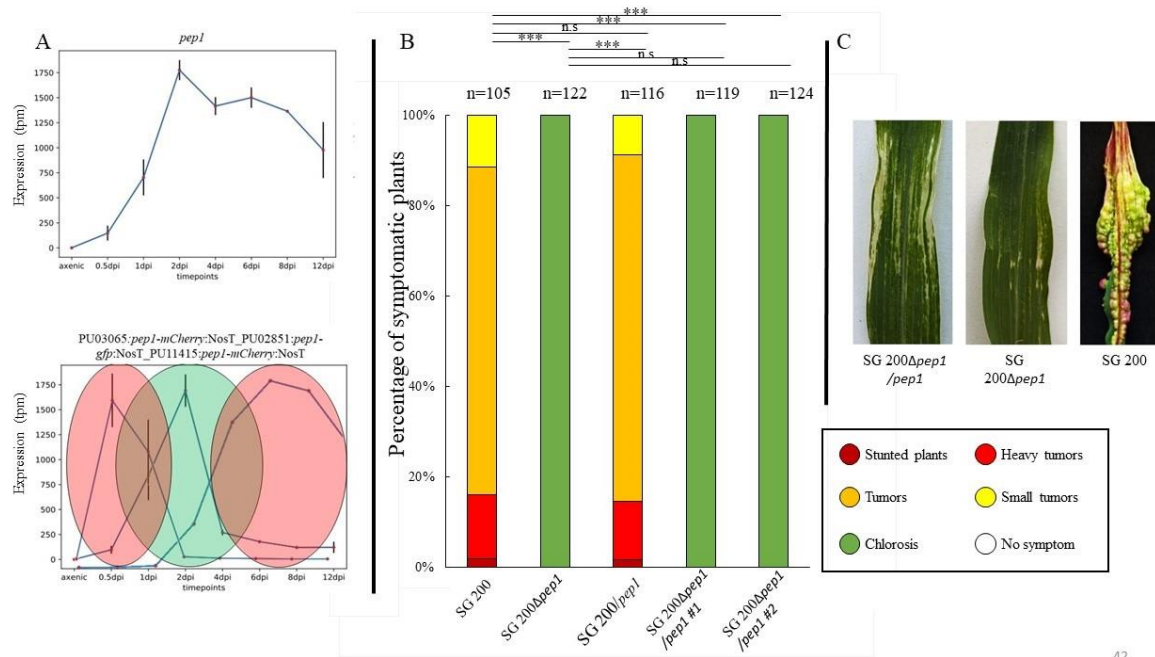 A
pep1
Expression (tpm)
1750
1500
1250
1000
750
500
250
0
axenic 0.5dpi 1dpi 2dpi 4dpi 6dpi 8dpi 12dpi
timepoints
PU03065:pep1-mCherry:NosT_PU02851:pep1-
gfp:NosT_PU11415:pep1-mCherry:NosT
Expression (tpm)
1750
1500
1250
1000
750
500
250
0
axenic 0.5dpi 1dpi 2dpi 4dpi 6dpi 8dpi 12dpi
timepoints
B
***
***
n.s
***
***
n.s
n.s
n=105 n=122 n=116 n=119 n=124
Percentage of symptomatic plants
100%
80%
60%
40%
20%
0%
SG 200
SG 200Δpep1
SG 200/pep1
SG 200Δpep1
/pep1 #1
SG 200Δpep1
/pep1 #2
C
SG 200Δpep1
/pep1
SG
200Δpep1
SG 200
Stunted plants
Heavy tumors
Tumors
Small tumors
Chlorosis
No symptom